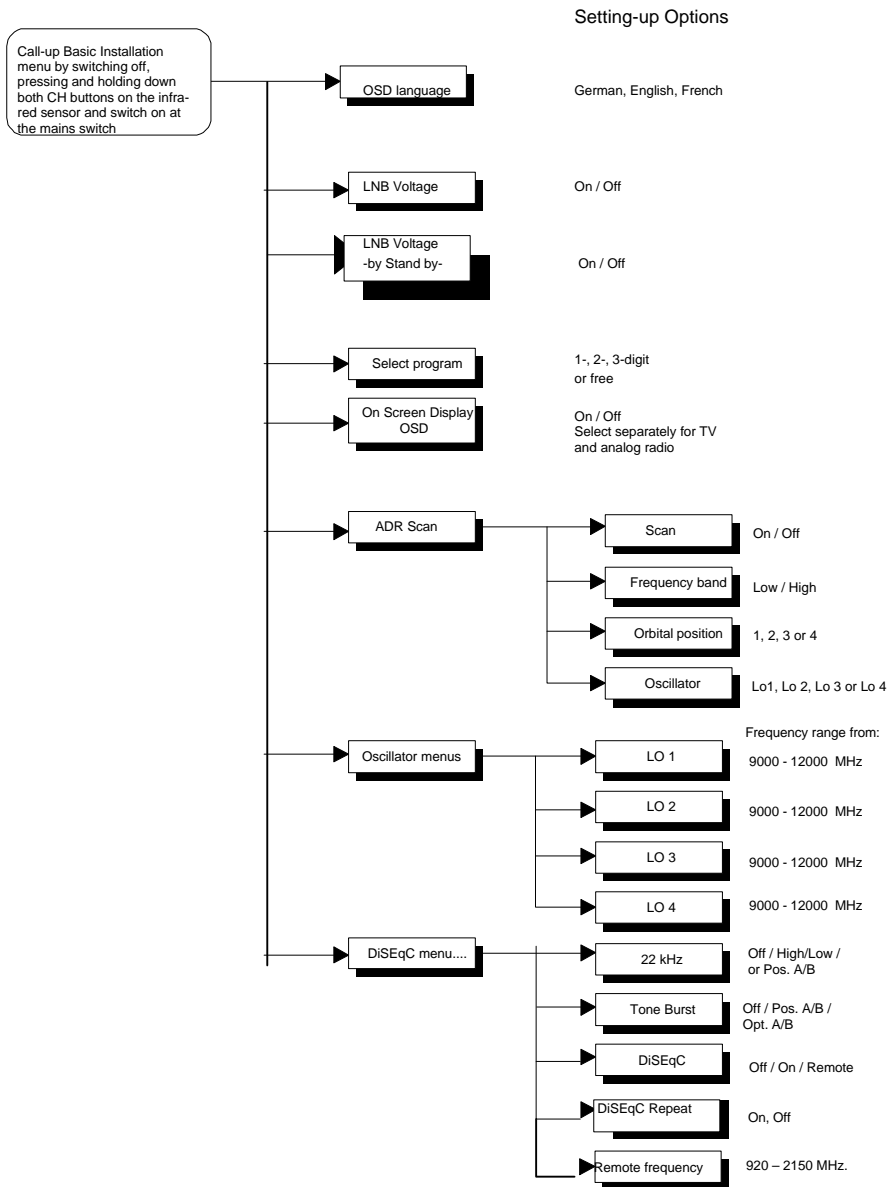 Setting-up Options
Call-up Basic Installation
menu by switching off,
pressing and holding down
both CH buttons on the infra-
red sensor and switch on at
the mains switch
OSD language
German, English, French
LNB Voltage
On / Off
LNB Voltage
-by Stand by-
On / Off
Select program
1-, 2-, 3-digit
or free
On Screen Display
OSD
On / Off
Select separately for TV
and analog radio
ADR Scan
Scan
On / Off
Frequency band
Low / High
Orbital position
1, 2, 3 or 4
Oscillator
Lo1, Lo 2, Lo 3 or Lo 4
Frequency range from:
Oscillator menus
LO 1
9000 - 12000 MHz
LO 2
9000 - 12000 MHz
LO 3
9000 - 12000 MHz
LO 4
9000 - 12000 MHz
DiSEqC menu....
22 kHz
Off / High/Low /
or Pos. A/B
Tone Burst
Off / Pos. A/B /
Opt. A/B
DiSEqC
Off / On / Remote
DiSEqC Repeat
On, Off
Remote frequency
920 – 2150 MHz.